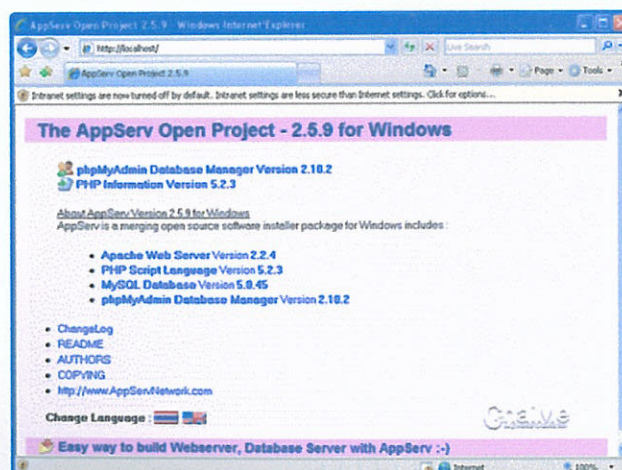 AppServ Open Project 2.5.9 - Windows Internet Explorer
http://localhost/
Live Search
AppServ Open Project 2.5.9
Page
Tools
Intranet settings are now turned off by default. Intranet settings are less secure than Internet settings. Click for options...
The AppServ Open Project - 2.5.9 for Windows
phpMyAdmin Database Manager Version 2.10.2
PHP Information Version 5.2.3
About AppServ Version 2.5.9 for Windows
AppServ is a merging open source software installer package for Windows includes :
Apache Web Server Version 2.2.4
PHP Script Language Version 5.2.3
MySQL Database Version 5.0.45
phpMyAdmin Database Manager Version 2.10.2
ChangeLog
README
AUTHORS
COPYING
http://www.AppServNetwork.com
Change Language :
Easy way to build Webserver, Database Server with AppServ :-)
Internet
100%